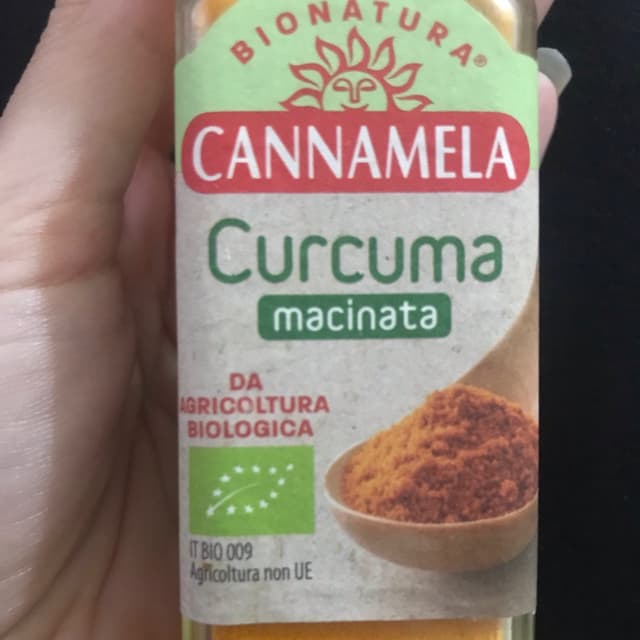 BIONATURA®
CANNAMELA
Curcuma
macinata
DA
AGRICOLTURA
BIOLOGICA
IT BIO 009
Agricoltura non UE